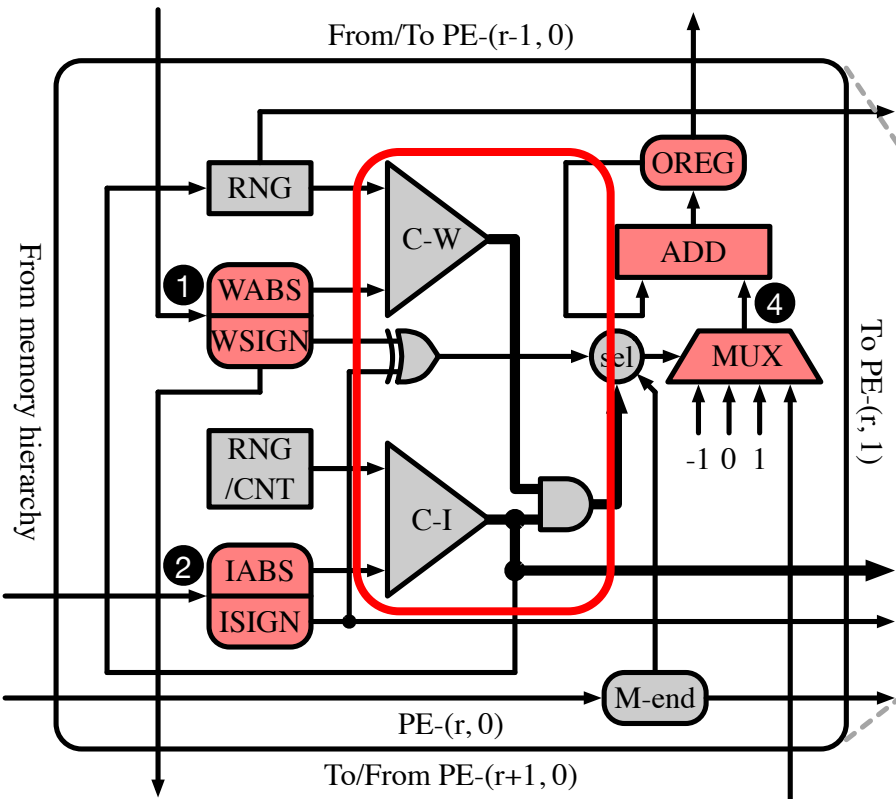 From/To PE-(r-1, 0)
OREG
RNG
C-W
ADD
From memory hierarchy
1
WABS
4
WSIGN
sel
MUX
To PE-(r, 1)
RNG
/CNT
-1 0 1
C-I
2
IABS
ISIGN
M-end
PE-(r, 0)
To/From PE-(r+1, 0)